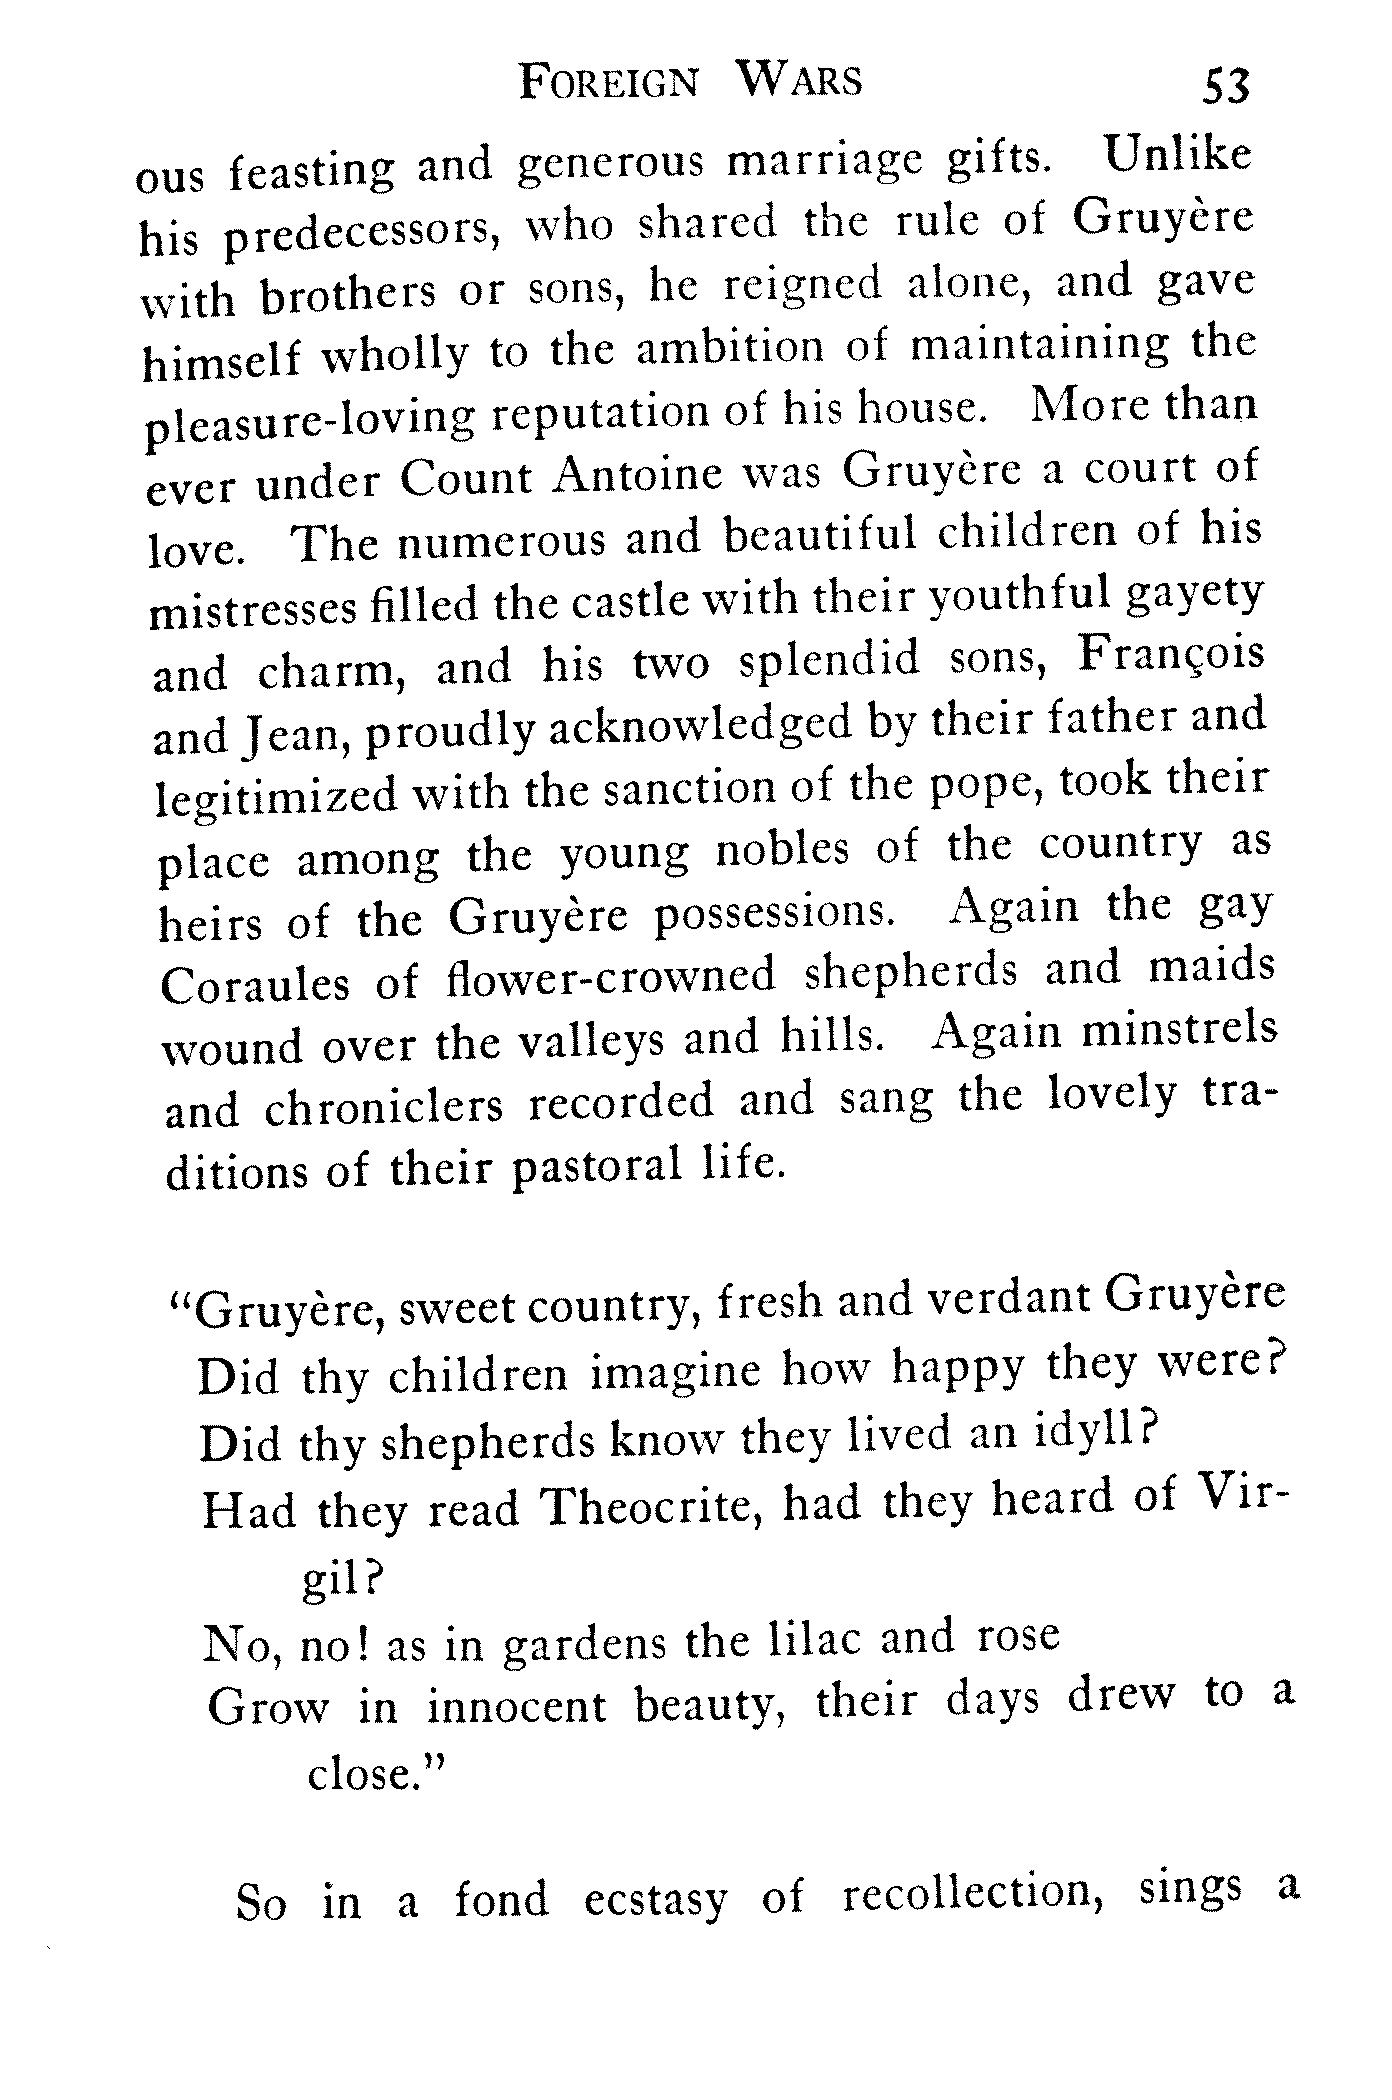 Foreign Wars 53
ous feasting and generous marriage gifts. Unlike
his predecessors, who shared the rule of Gruyère
with brothers or sons, he reigned alone, and gave
himself wholly to the ambition of maintaining the
pleasure-loving reputation of his house. More than
ever under Count Antoine was Gruyère a court of
love. The numerous and beautiful children of his
mistresses filled the castle with their youthful gayety
and charm, and his two splendid sons, François
and Jean, proudly acknowledged by their father and
legitimized with the sanction of the pope, took their
place among the young nobles of the country as
heirs of the Gruyère possessions. Again the gay
Coraules of flower-crowned shepherds and maids
wound over the valleys and hills. Again minstrels
and chroniclers recorded and sang the lovely tra-
ditions of their pastoral life.
“Gruyère, sweet country, fresh and verdant Gruyère
Did thy children imagine how happy they were?
Did thy shepherds know they lived an idyll?
Had they read Theocrite, had they heard of Vir-
gil?
No, no! as in gardens the lilac and rose
Grow in innocent beauty, their days drew to a
close.”
So in a fond ecstasy of recollection, sings a